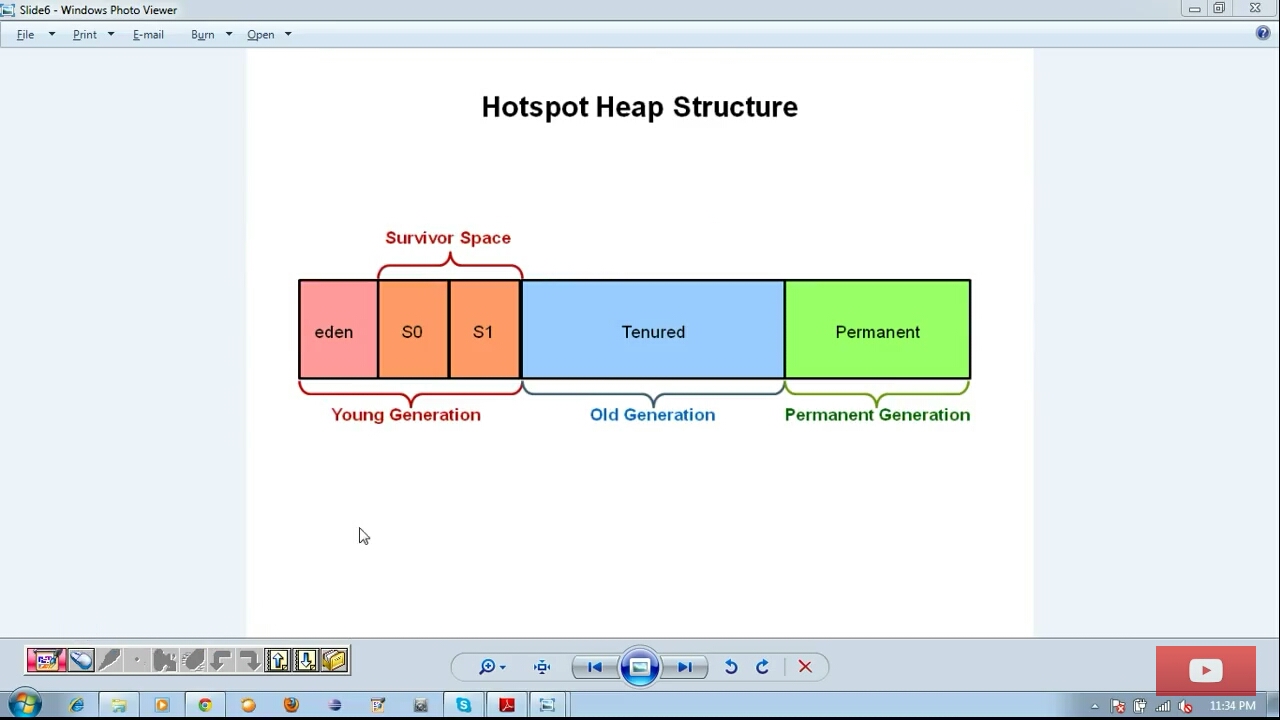 Slide6 - Windows Photo Viewer
File Print E-mail Burn Open
Hotspot Heap Structure
Survivor Space
eden S0 S1 Tenured Permanent
Young Generation Old Generation Permanent Generation
11:34 PM